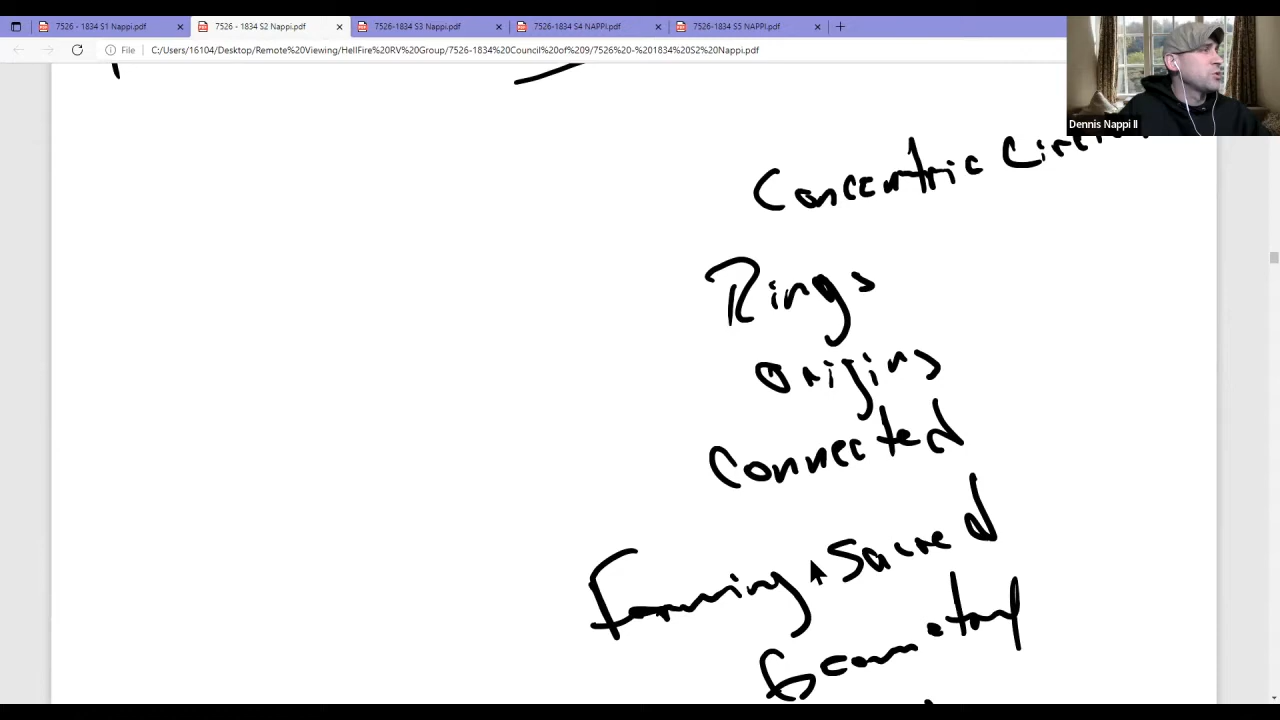 7526 - 1834 S1 Nappi.pdf
7526 - 1834 S2 Nappi.pdf
7526-1834 S3 Nappi.pdf
7526-1834 S4 NAPPI.pdf
7526-1834 S5 NAPPI.pdf
File
C:/Users/16104/Desktop/Remote%20Viewing/HellFire%20RV%20Group/7526-1834%20Council%20of%209/7526%20-%201834%20S2%20Nappi.pdf
Dennis Nappi II
Concentric
Rings
Origins
Connected
Forming Sacred